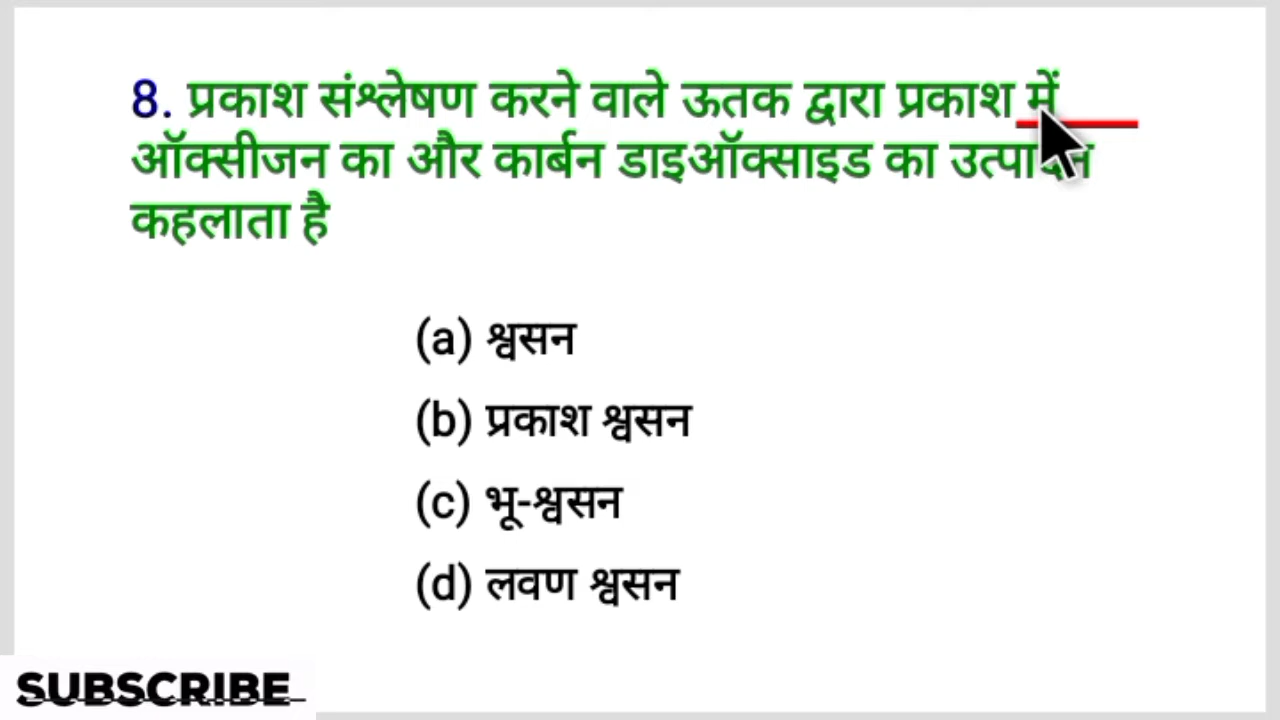 8. प्रकाश संश्लेषण करने वाले ऊतक द्वारा प्रकाश में
ऑक्सीजन का और कार्बन डाइऑक्साइड का उत्पादन
कहलाता है
(a) श्वसन
(b) प्रकाश श्वसन
(c) भू-श्वसन
(d) लवण श्वसन
SUBSCRIBE